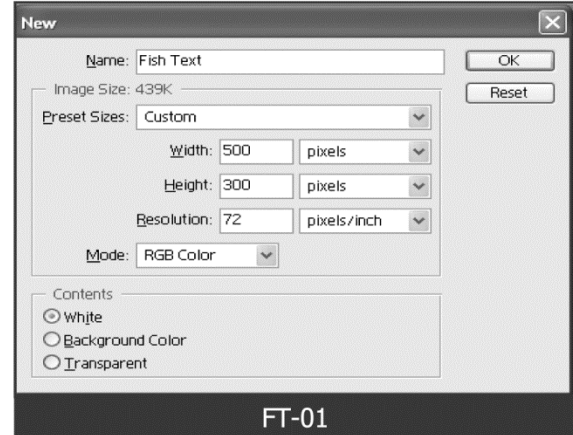 New
Name: Fish Text
OK
Image Size: 439K
Reset
Preset Sizes: Custom
Width: 500 pixels
Height: 300 pixels
Resolution: 72 pixels/inch
Mode: RGB Color
Contents
White
Background Color
Transparent
FT-01